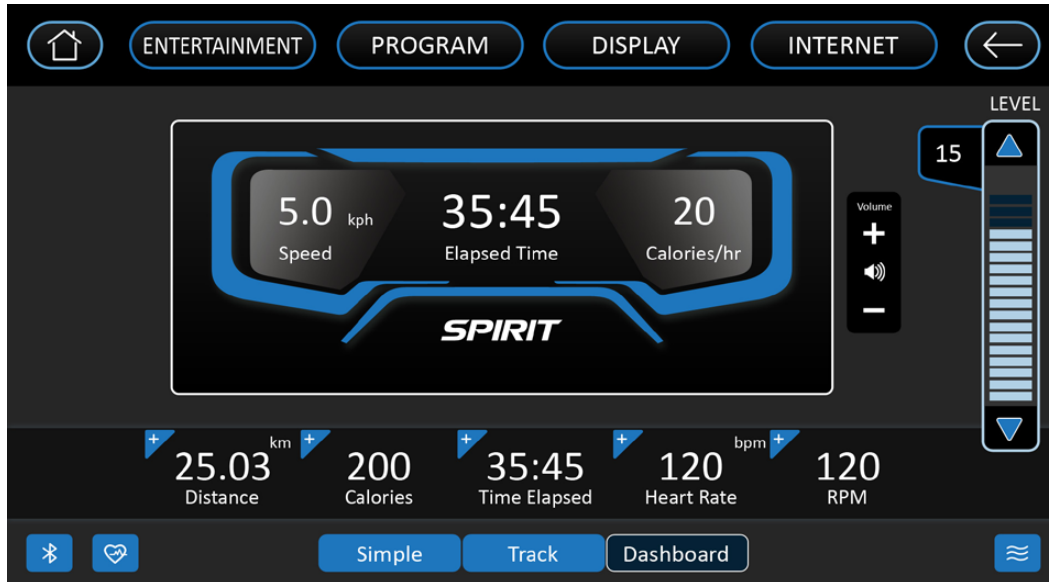 ENTERTAINMENT PROGRAM DISPLAY INTERNET
LEVEL
15
5.0 kph 35:45 20
Speed Elapsed Time Calories/hr
Volume
SPIRIT
km bpm
25.03 200 35:45 120 120
Distance Calories Time Elapsed Heart Rate RPM
Simple Track Dashboard